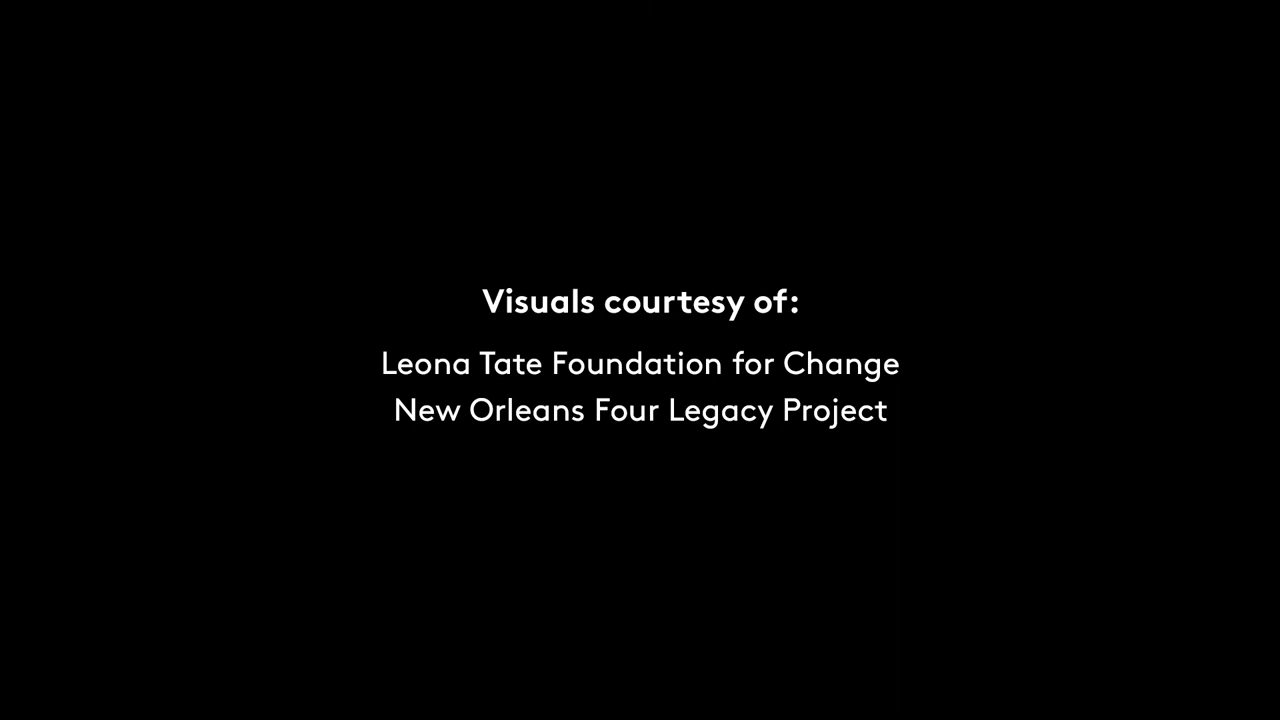 Visuals courtesy of:
Leona Tate Foundation for Change
New Orleans Four Legacy Project